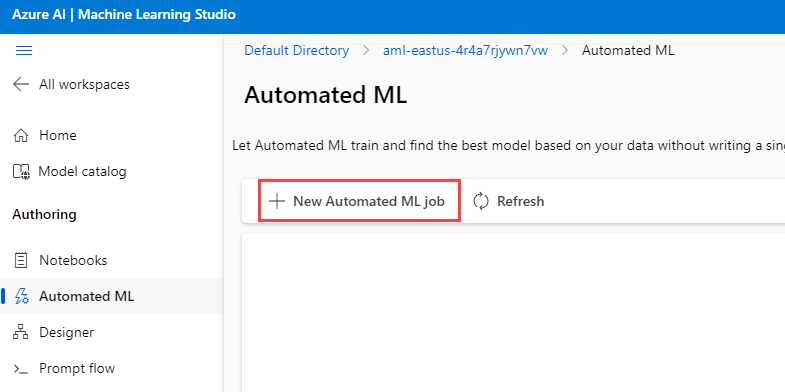 Azure AI | Machine Learning Studio
Default Directory > aml-eastus-4r4a7rjywn7vw > Automated ML
All workspaces
Automated ML
Home
Let Automated ML train and find the best model based on your data without writing a
Model catalog
New Automated ML job Refresh
Authoring
Notebooks
Automated ML
Designer
Prompt flow